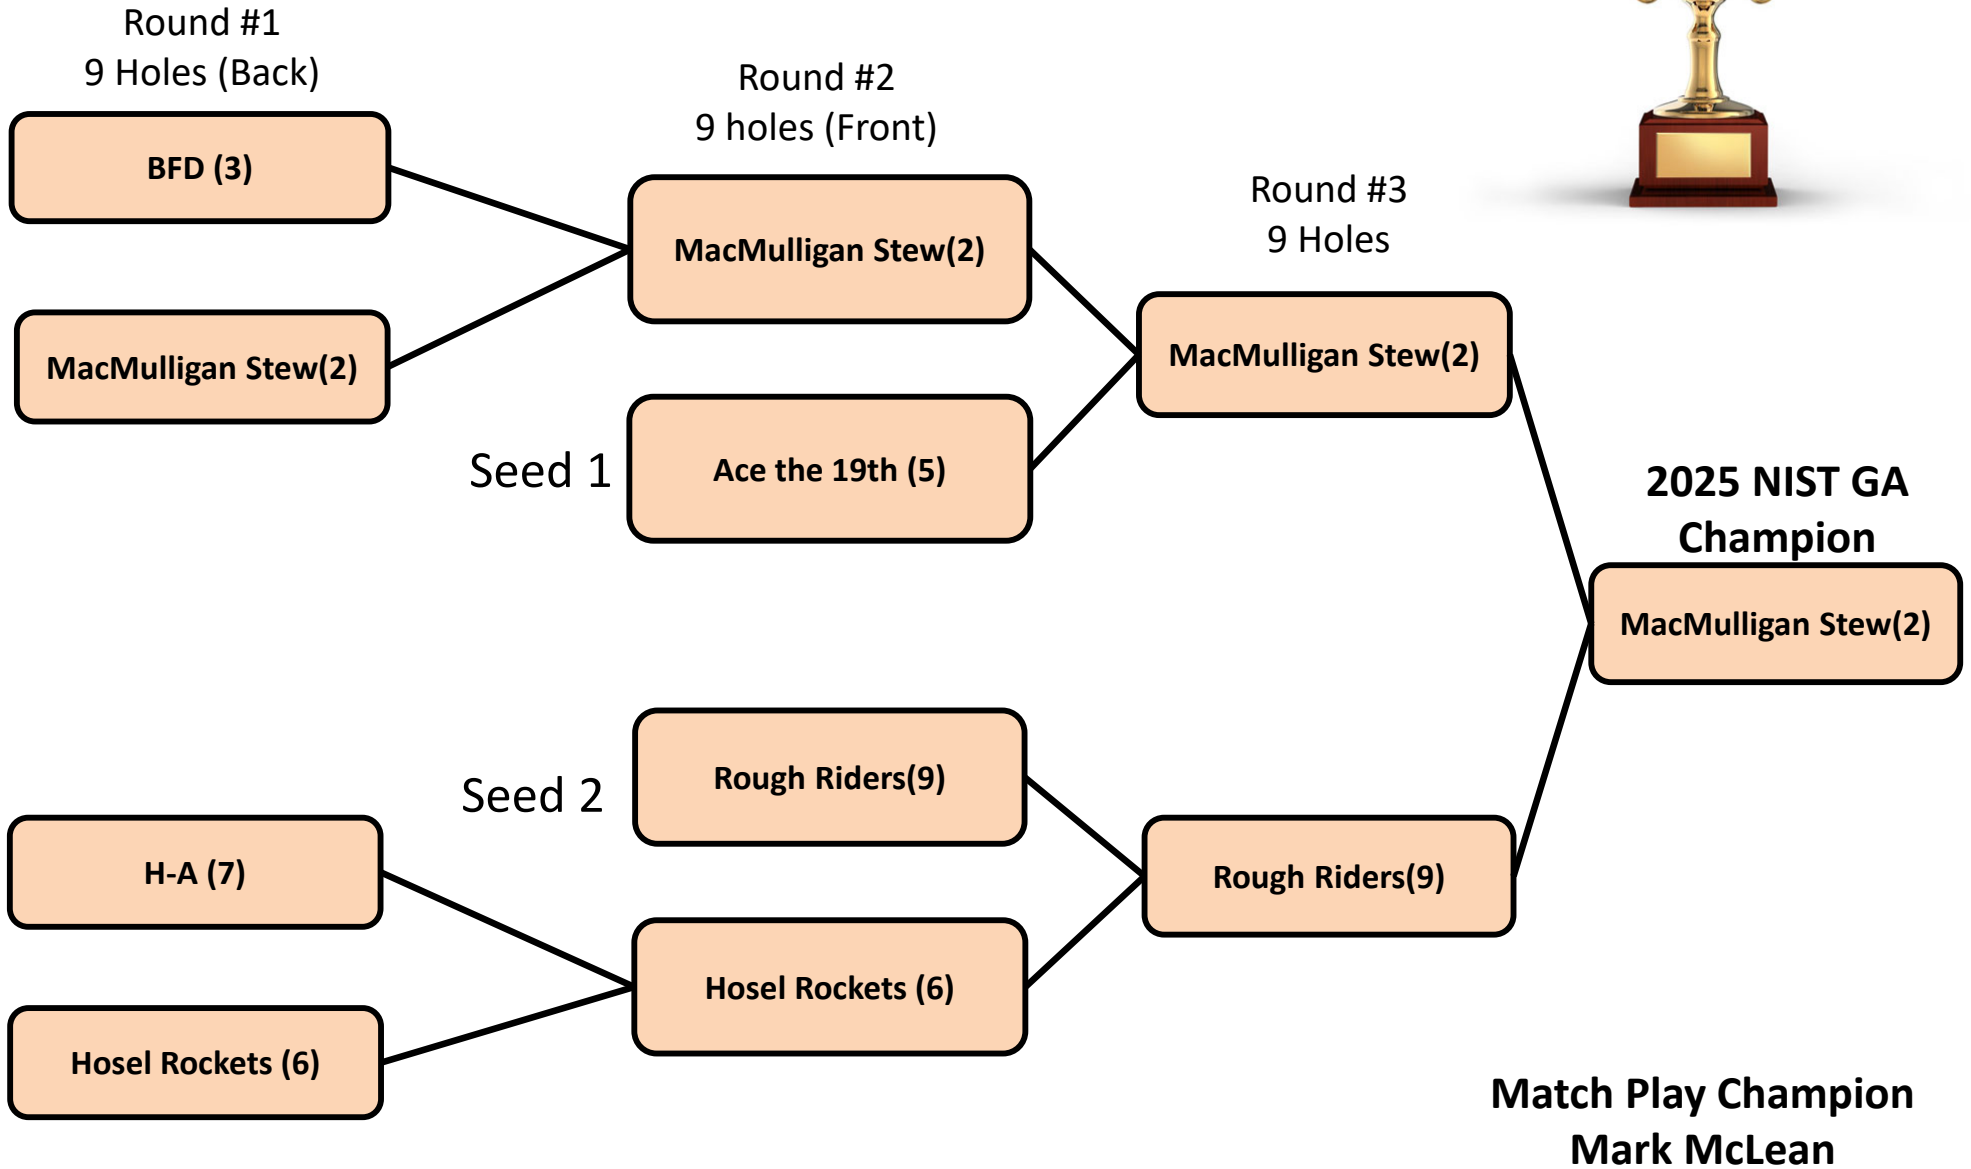 Round #1
9 Holes (Back)
BFD (3)
MacMulligan Stew(2)
Round #2
9 holes (Front)
MacMulligan Stew(2)
Seed 1
Ace the 19th (5)
Round #3
9 Holes
MacMulligan Stew(2)
2025 NIST GA
Champion
MacMulligan Stew(2)
Seed 2
Rough Riders(9)
H-A (7)
Hosel Rockets (6)
Hosel Rockets (6)
Rough Riders(9)
Match Play Champion
Mark McLean